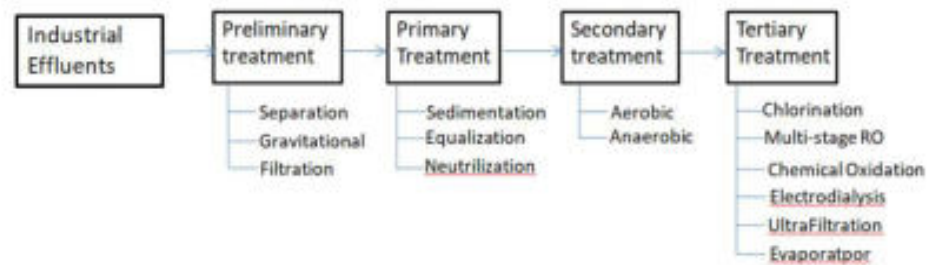 Industrial
Effluents
Preliminary
treatment
Separation
Gravitational
Filtration
Primary
Treatment
Sedimentation
Equalization
Neutrilization
Secondary
treatment
Aerobic
Anaerobic
Tertiary
Treatment
Chlorination
Multi-stage RO
Chemical Oxidation
Electrodialysis
UltraFiltration
Evaporatpor